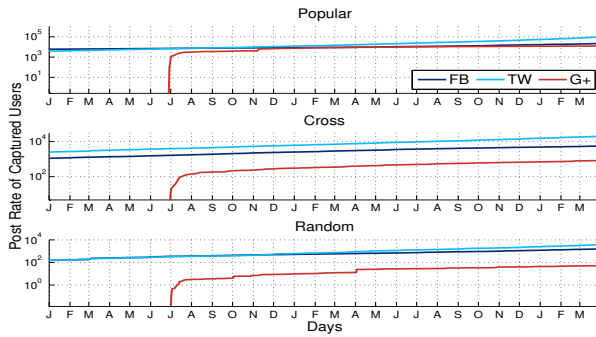 Popular
10^5
10^3
10^1
FB TW G+
J F M A M J J A S O N D J F M A M J J A S O N D J F M
Cross
10^4
10^2
J F M A M J J A S O N D J F M A M J J A S O N D J F M
Random
10^4
10^2
10^0
J F M A M J J A S O N D J F M A M J J A S O N D J F M
Days
Post Rate of Captured Users